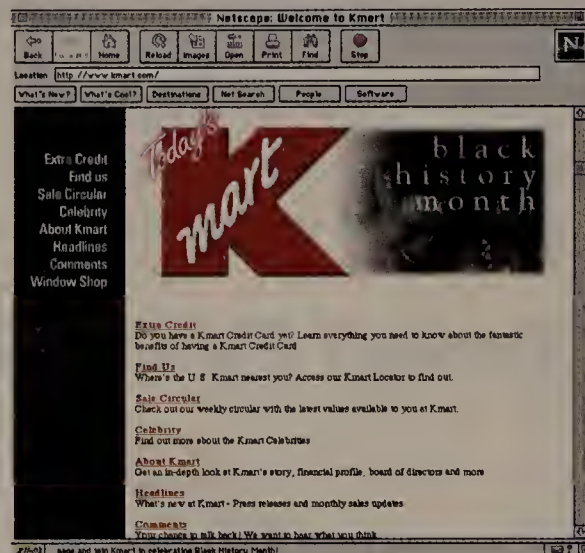 Netscape: Welcome to Kmart
Back
Home
Reload
Images
Open
Print
Find
Stop
N
Location http //www kmart com/
What's New?
What's Cool?
Destinations
Net Search
People
Software
Extra Credit
Find us
Sale Circular
Celebrity
About Kmart
Headlines
Comments
Window Shop
Today's
K
mart
black
history
month
Extra Credit
Do you have a Kmart Credit Card yet? Learn everything you need to know about the fantastic
benefits of having a Kmart Credit Card
Find Us
Where's the U S Kmart nearest you? Access our Kmart Locator to find out.
Sale Circular
Check out our weekly circular with the latest values available to you at Kmart.
Celebrity
Find out more about the Kmart Celebrities
About Kmart
Get an in-depth look at Kmart's story, financial profile, board of directors and more
Headlines
What's new at Kmart - Press releases and monthly sales updates
Comments
Your chance to talk back! We want to hear what you think
page and join Kmart in celebrating Black History Month!